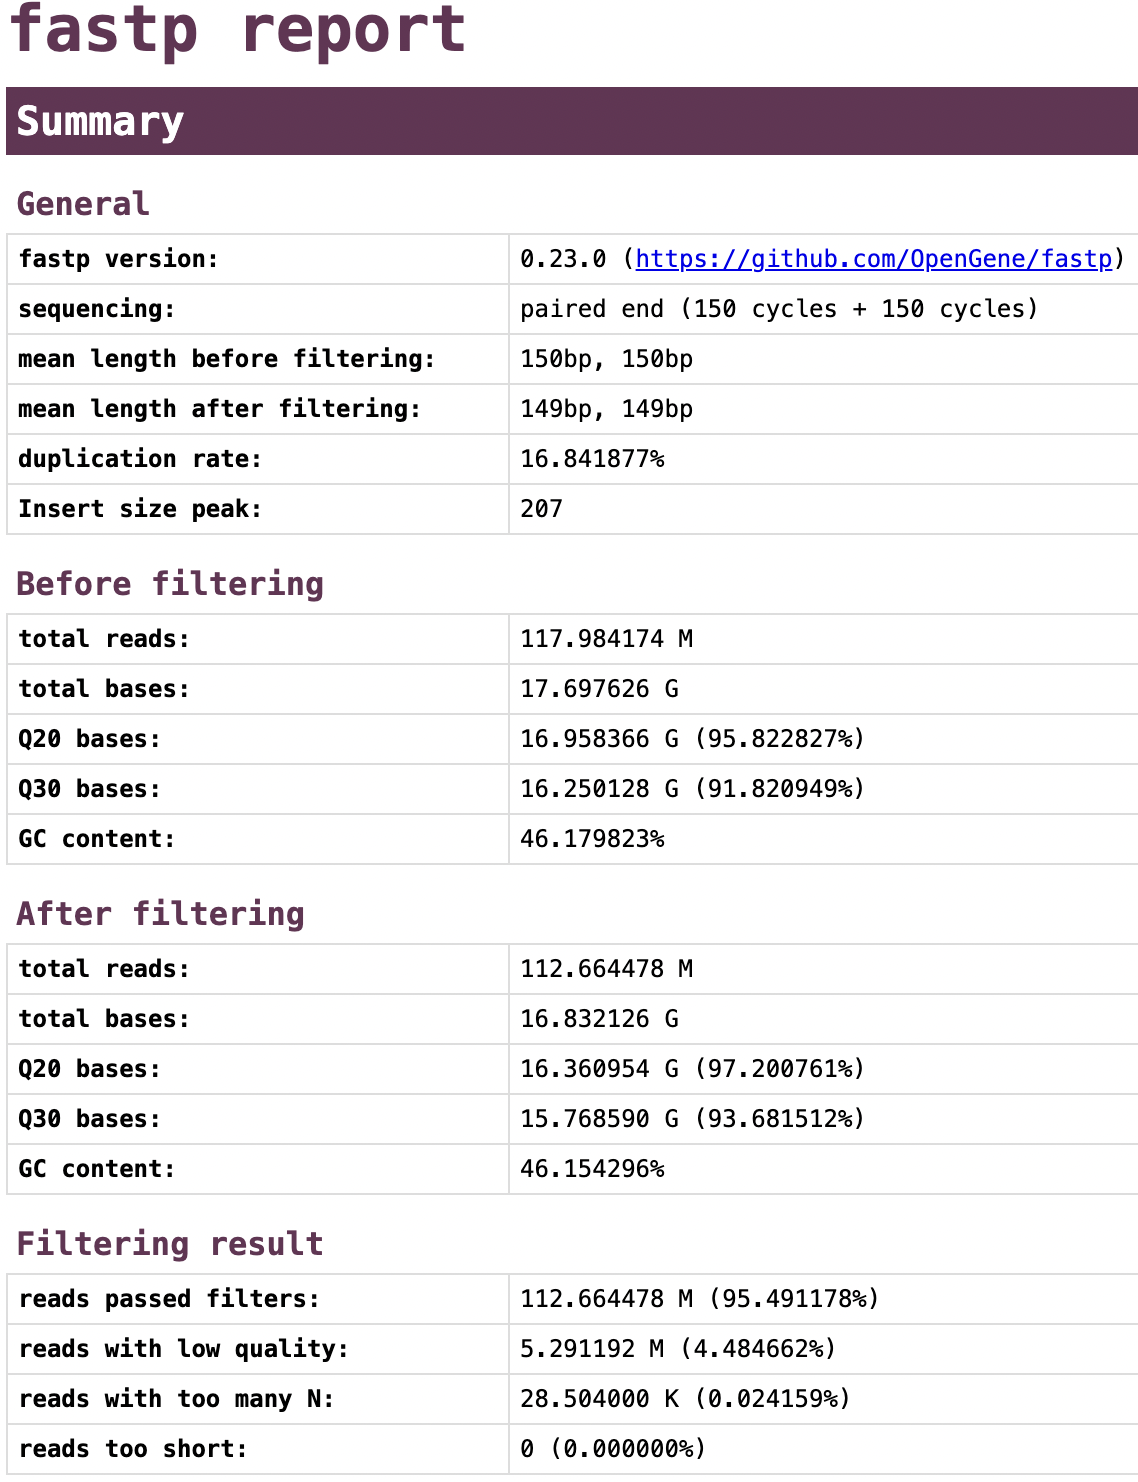 fastp report
Summary
General
fastp version: 0.23.0 (https://github.com/OpenGene/fastp)
sequencing: paired end (150 cycles + 150 cycles)
mean length before filtering: 150bp, 150bp
mean length after filtering: 149bp, 149bp
duplication rate: 16.841877%
Insert size peak: 207
Before filtering
total reads: 117.984174 M
total bases: 17.697626 G
Q20 bases: 16.958366 G (95.822827%)
Q30 bases: 16.250128 G (91.820949%)
GC content: 46.179823%
After filtering
total reads: 112.664478 M
total bases: 16.832126 G
Q20 bases: 16.360954 G (97.200761%)
Q30 bases: 15.768590 G (93.681512%)
GC content: 46.154296%
Filtering result
reads passed filters: 112.664478 M (95.491178%)
reads with low quality: 5.291192 M (4.484662%)
reads with too many N: 28.504000 K (0.024159%)
reads too short: 0 (0.000000%)